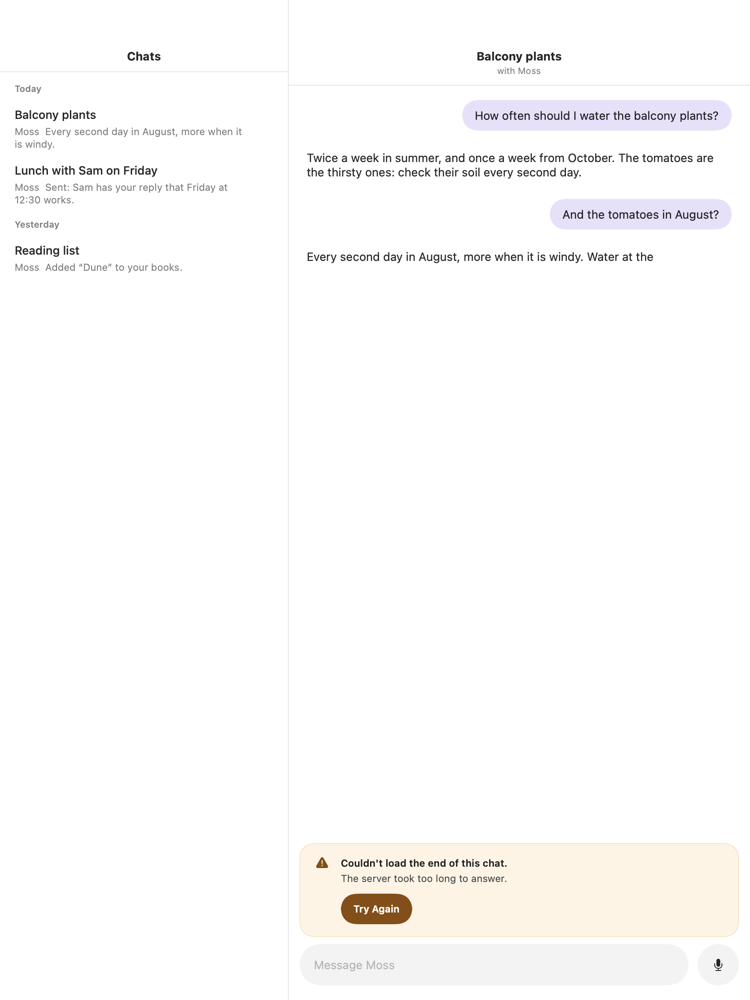 Chats
Today
Balcony plants
Moss Every second day in August, more when it
is windy.
Lunch with Sam on Friday
Moss Sent: Sam has your reply that Friday at
12:30 works.
Yesterday
Reading list
Moss Added “Dune” to your books.
Balcony plants
with Moss
How often should I water the balcony plants?
Twice a week in summer, and once a week from October. The tomatoes are
the thirsty ones: check their soil every second day.
And the tomatoes in August?
Every second day in August, more when it is windy. Water at the
Couldn't load the end of this chat.
The server took too long to answer.
Try Again
Message Moss